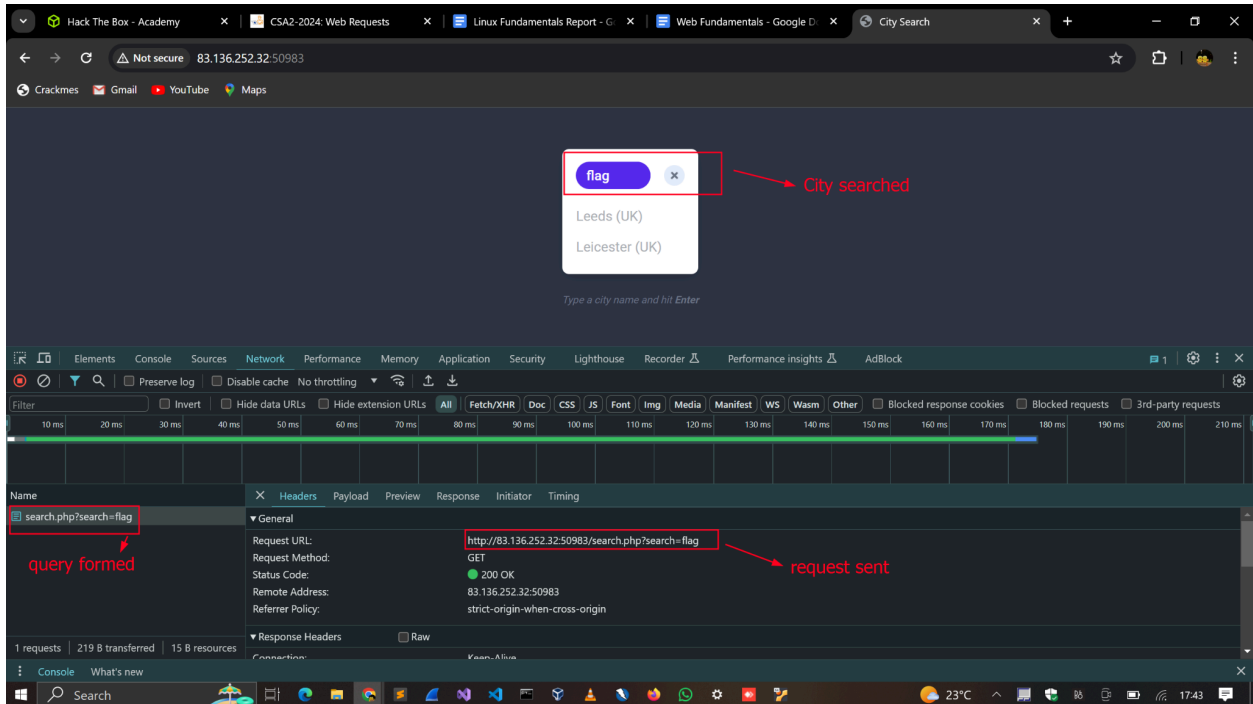 Hack The Box - Academy
CSA2-2024: Web Requests
Linux Fundamentals Report - G
Web Fundamentals - Google D
City Search
Not secure 83.136.252.32:50983
Crackmes Gmail YouTube Maps
flag
City searched
Leeds (UK)
Leicester (UK)
Type a city name and hit Enter
Elements Console Sources Network Performance Memory Application Security Lighthouse Recorder Performance insights AdBlock 1
Preserve log Disable cache No throttling
Filter Invert Hide data URLs Hide extension URLs All Fetch/XHR Doc CSS JS Font Img Media Manifest WS Wasm Other Blocked response cookies Blocked requests 3rd-party requests
10 ms 20 ms 30 ms 40 ms 50 ms 60 ms 70 ms 80 ms 90 ms 100 ms 110 ms 120 ms 130 ms 140 ms 150 ms 160 ms 170 ms 180 ms 190 ms 200 ms 210 ms
Name
Headers Payload Preview Response Initiator Timing
search.php?search=flag
query formed
General
Request URL: http://83.136.252.32:50983/search.php?search=flag
request sent
Request Method: GET
Status Code: 200 OK
Remote Address: 83.136.252.32:50983
Referrer Policy: strict-origin-when-cross-origin
Response Headers Raw
Connection: Keep-Alive
1 requests 219 B transferred 15 B resources
Console What's new
Search
23°C 17:43